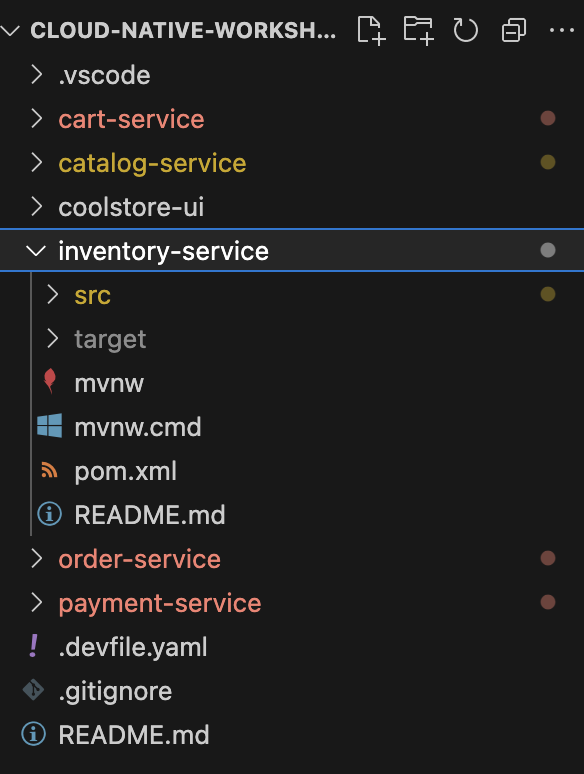 CLOUD-NATIVE-WORKSH...
.vscode
cart-service
catalog-service
coolstore-ui
inventory-service
src
target
mvnw
mvnw.cmd
pom.xml
README.md
order-service
payment-service
.devfile.yaml
.gitignore
README.md